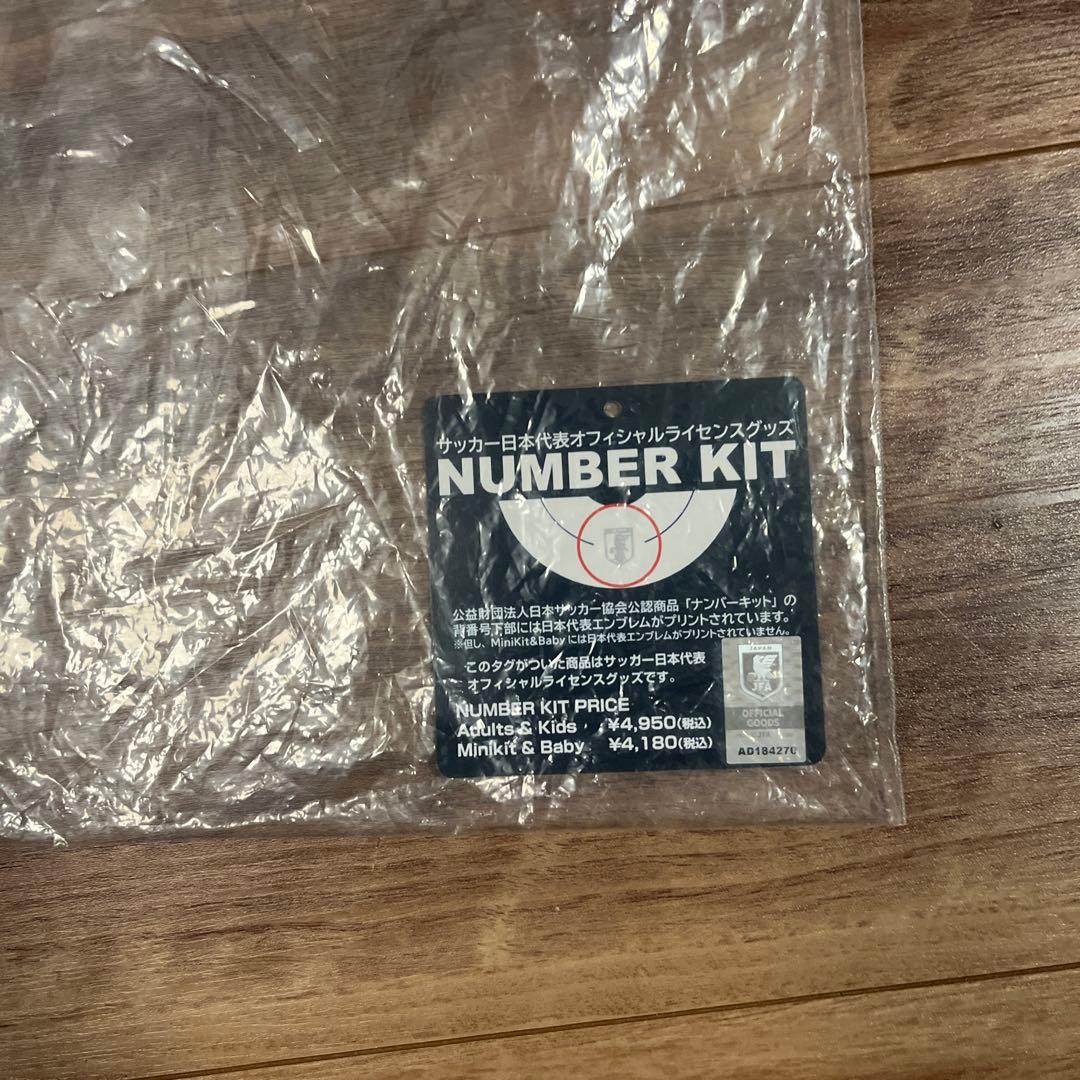 サッカー日本代表オフィシャルライセンスグッズ
NUMBER KIT
公益財団法人日本サッカー協会公認商品「ナンバーキット」の
背番号下部には日本代表エンブレムがプリントされています。
※但し、MiniKit&Babyには日本代表エンブレムがプリントされていません。
このタグがついた商品はサッカー日本代表
オフィシャルライセンスグッズです。
NUMBER KIT PRICE
Adults & Kids ¥4,950(税込)
Minikit & Baby ¥4,180(税込)
JAPAN
JFA
OFFICIAL
GOODS
JFA
AD184270